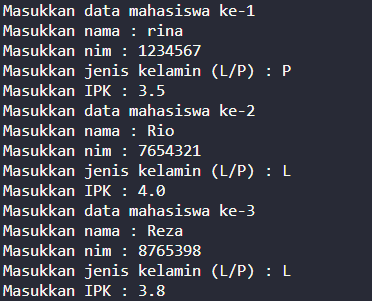 Masukkan data mahasiswa ke-1
Masukkan nama : rina
Masukkan nim : 1234567
Masukkan jenis kelamin (L/P) : P
Masukkan IPK : 3.5
Masukkan data mahasiswa ke-2
Masukkan nama : Rio
Masukkan nim : 7654321
Masukkan jenis kelamin (L/P) : L
Masukkan IPK : 4.0
Masukkan data mahasiswa ke-3
Masukkan nama : Reza
Masukkan nim : 8765398
Masukkan jenis kelamin (L/P) : L
Masukkan IPK : 3.8